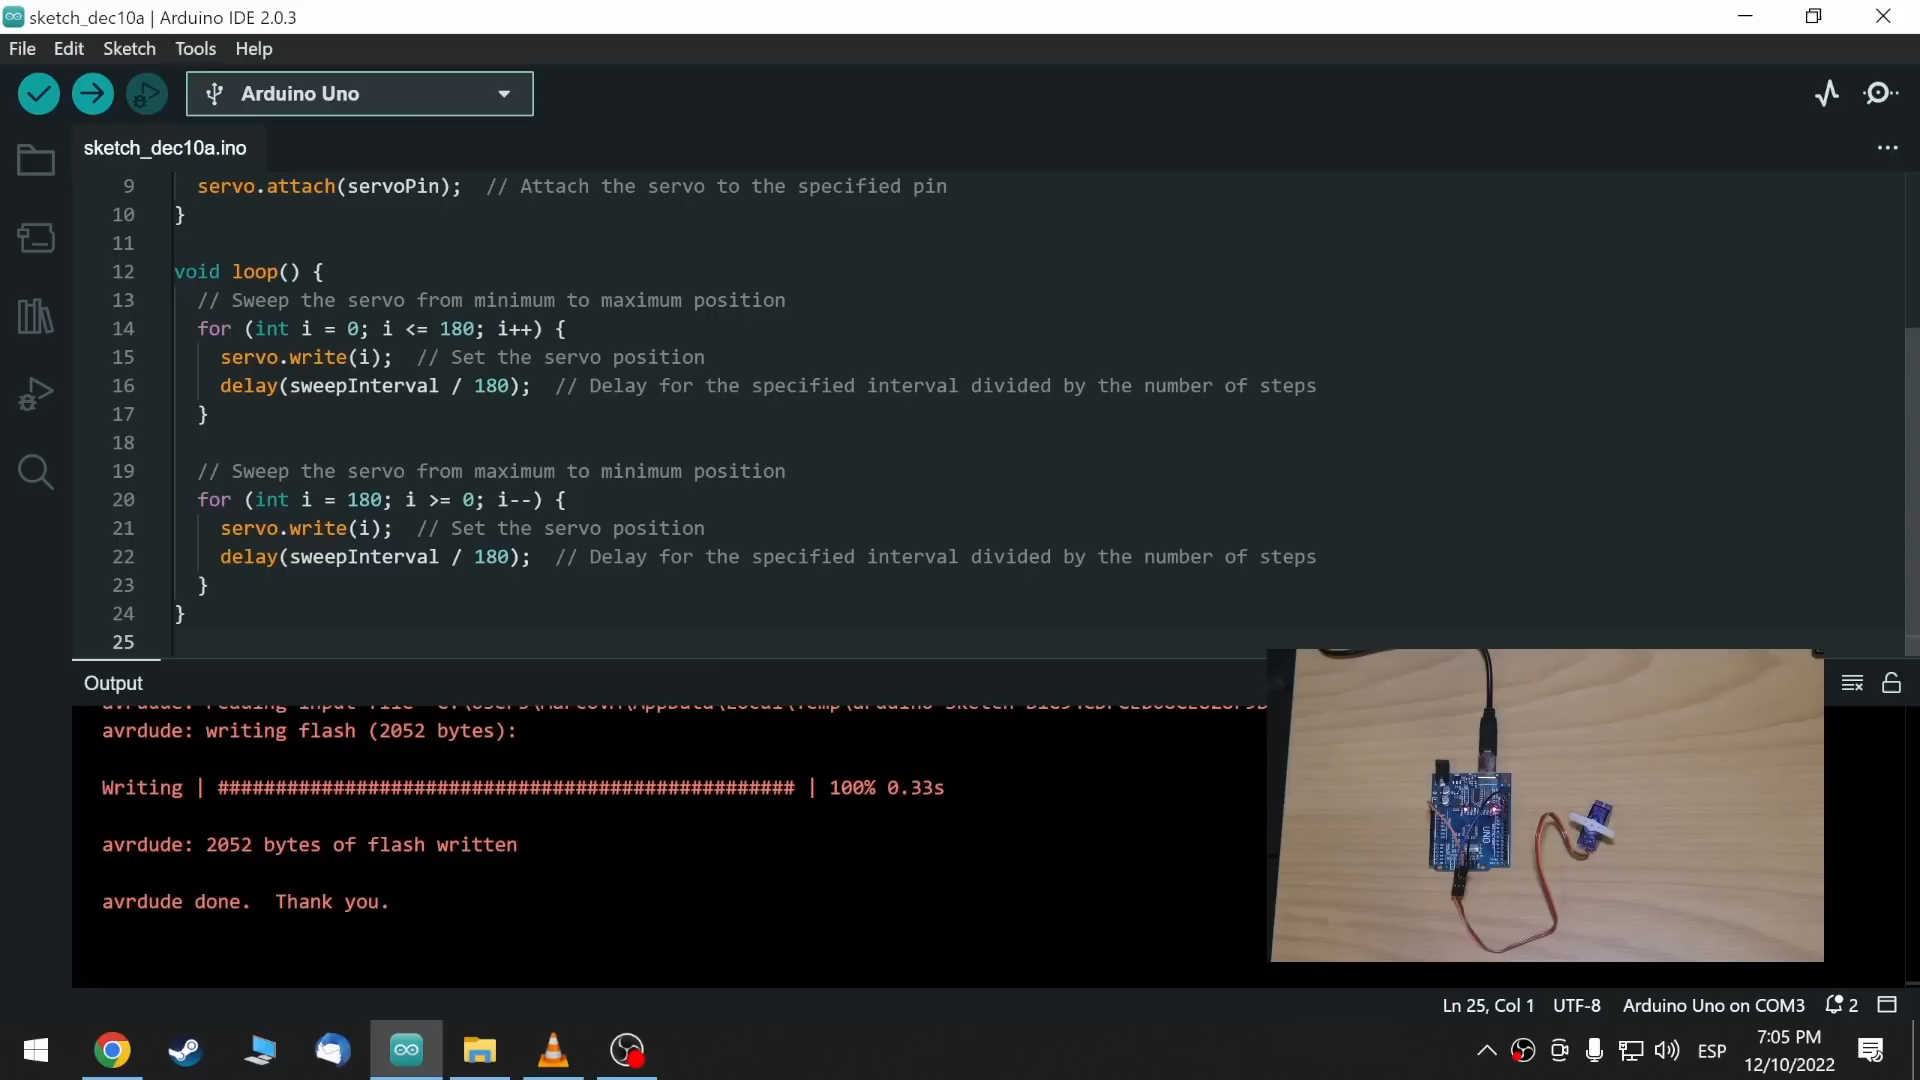 sketch_dec10a | Arduino IDE 2.0.3
File Edit Sketch Tools Help
Arduino Uno
sketch_dec10a.ino
9 servo.attach(servoPin); // Attach the servo to the specified pin
10 }
11
12 void loop() {
13 // Sweep the servo from minimum to maximum position
14 for (int i = 0; i <= 180; i++) {
15 servo.write(i); // Set the servo position
16 delay(sweepInterval / 180); // Delay for the specified interval divided by the number of steps
17 }
18
19 // Sweep the servo from maximum to minimum position
20 for (int i = 180; i >= 0; i--) {
21 servo.write(i); // Set the servo position
22 delay(sweepInterval / 180); // Delay for the specified interval divided by the number of steps
23 }
24 }
25
Output
avrdude: reading input file
avrdude: writing flash (2052 bytes):
Writing | ################################################## | 100% 0.33s
avrdude: 2052 bytes of flash written
avrdude done. Thank you.
UNO
Ln 25, Col 1 UTF-8 Arduino Uno on COM3 2
ESP
7:05 PM
12/10/2022